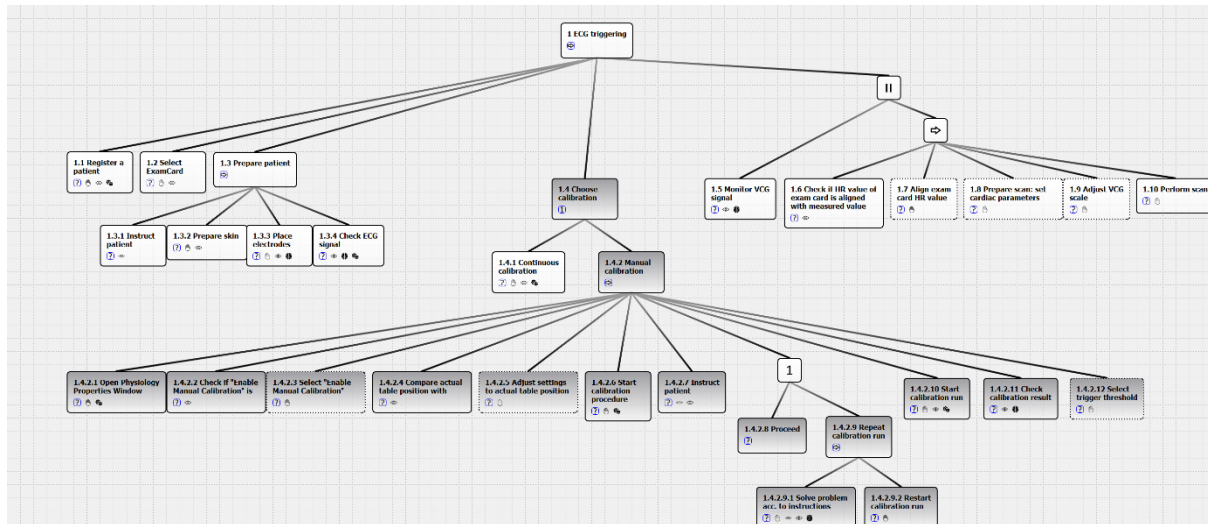 1 ECG triggering
1.1 Register a
patient
1.2 Select
ExamCard
1.3 Prepare patient
1.4 Choose
calibration
1.5 Monitor VCG
signal
1.6 Check if HR value of
exam card is aligned
with measured value
1.7 Align exam
card HR value
1.8 Prepare scan: sel
cardiac parameters
1.9 Adjust VCG
scale
1.10 Perform scan
1.3.1 Instruct
patient
1.3.2 Prepare skin
1.3.3 Place
electrodes
1.3.4 Check ECG
signal
1.4.1 Continuous
calibration
1.4.2 Manual
calibration
1
1.4.2.1 Open Physiology
Properties Window
1.4.2.2 Check if "Enable
Manual Calibration" is
1.4.2.3 Select "Enable
Manual Calibration"
1.4.2.4 Compare actual
table position with
1.4.2.5 Adjust settings
to actual table position
1.4.2.6 Start
calibration
procedure
1.4.2.7 Instruct
patient
1.4.2.8 Proceed
1.4.2.9 Repeat
calibration run
1.4.2.10 Start
calibration run
1.4.2.11 Check
calibration result
1.4.2.12 Select
trigger threshold
1.4.2.9.1 Solve problem
acc. to instructions
1.4.2.9.2 Restart
calibration run